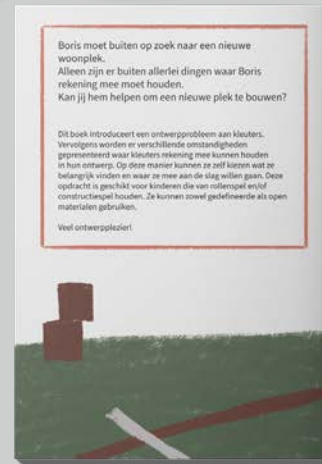 Boris moet buiten op zoek naar een nieuwe
woonplek.
Alleen zijn er buiten allerlei dingen waar Boris
rekening mee moet houden.
Kan jij hem helpen om een nieuwe plek te bouwen?
Dit boek introduceert een ontwerpprobleem aan kleuters.
Vervolgens worden er verschillende omstandigheden
gepresenteerd waar kleuters rekening mee kunnen houden
in hun ontwerp. Op deze manier kunnen ze zelf kiezen wat ze
belangrijk vinden en waar ze mee aan de slag willen gaan. Deze
opdracht is geschikt voor kinderen die van rollenspel en/of
constructiespel houden. Ze kunnen zowel gedefineerde als open
materialen gebruiken.
Veel ontwerpplezier!